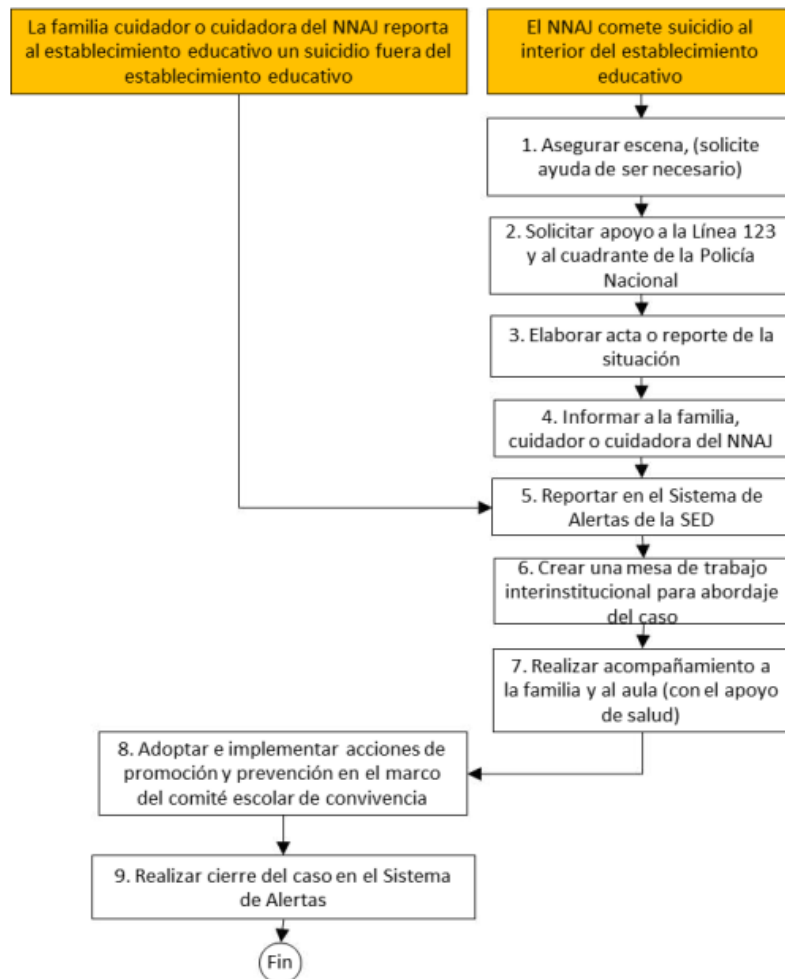 La familia cuidador o cuidadora del NNAJ reporta
al establecimiento educativo un suicidio fuera del
establecimiento educativo
El NNAJ comete suicidio al
interior del establecimiento
educativo
1. Asegurar escena, (solicite
ayuda de ser necesario)
2. Solicitar apoyo a la Línea 123
y al cuadrante de la Policía
Nacional
3. Elaborar acta o reporte de la
situación
4. Informar a la familia,
cuidador o cuidadora del NNAJ
5. Reportar en el Sistema de
Alertas de la SED
6. Crear una mesa de trabajo
interinstitucional para abordaje
del caso
7. Realizar acompañamiento a
la familia y al aula (con el apoyo
de salud)
8. Adoptar e implementar acciones de
promoción y prevención en el marco
del comité escolar de convivencia
9. Realizar cierre del caso en el Sistema
de Alertas
Fin